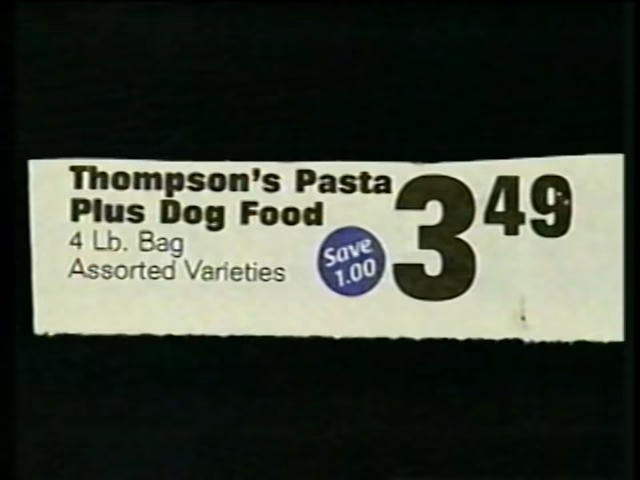 Thompson's Pasta
Plus Dog Food
4 Lb. Bag
Assorted Varieties
Save
1.00
3 49